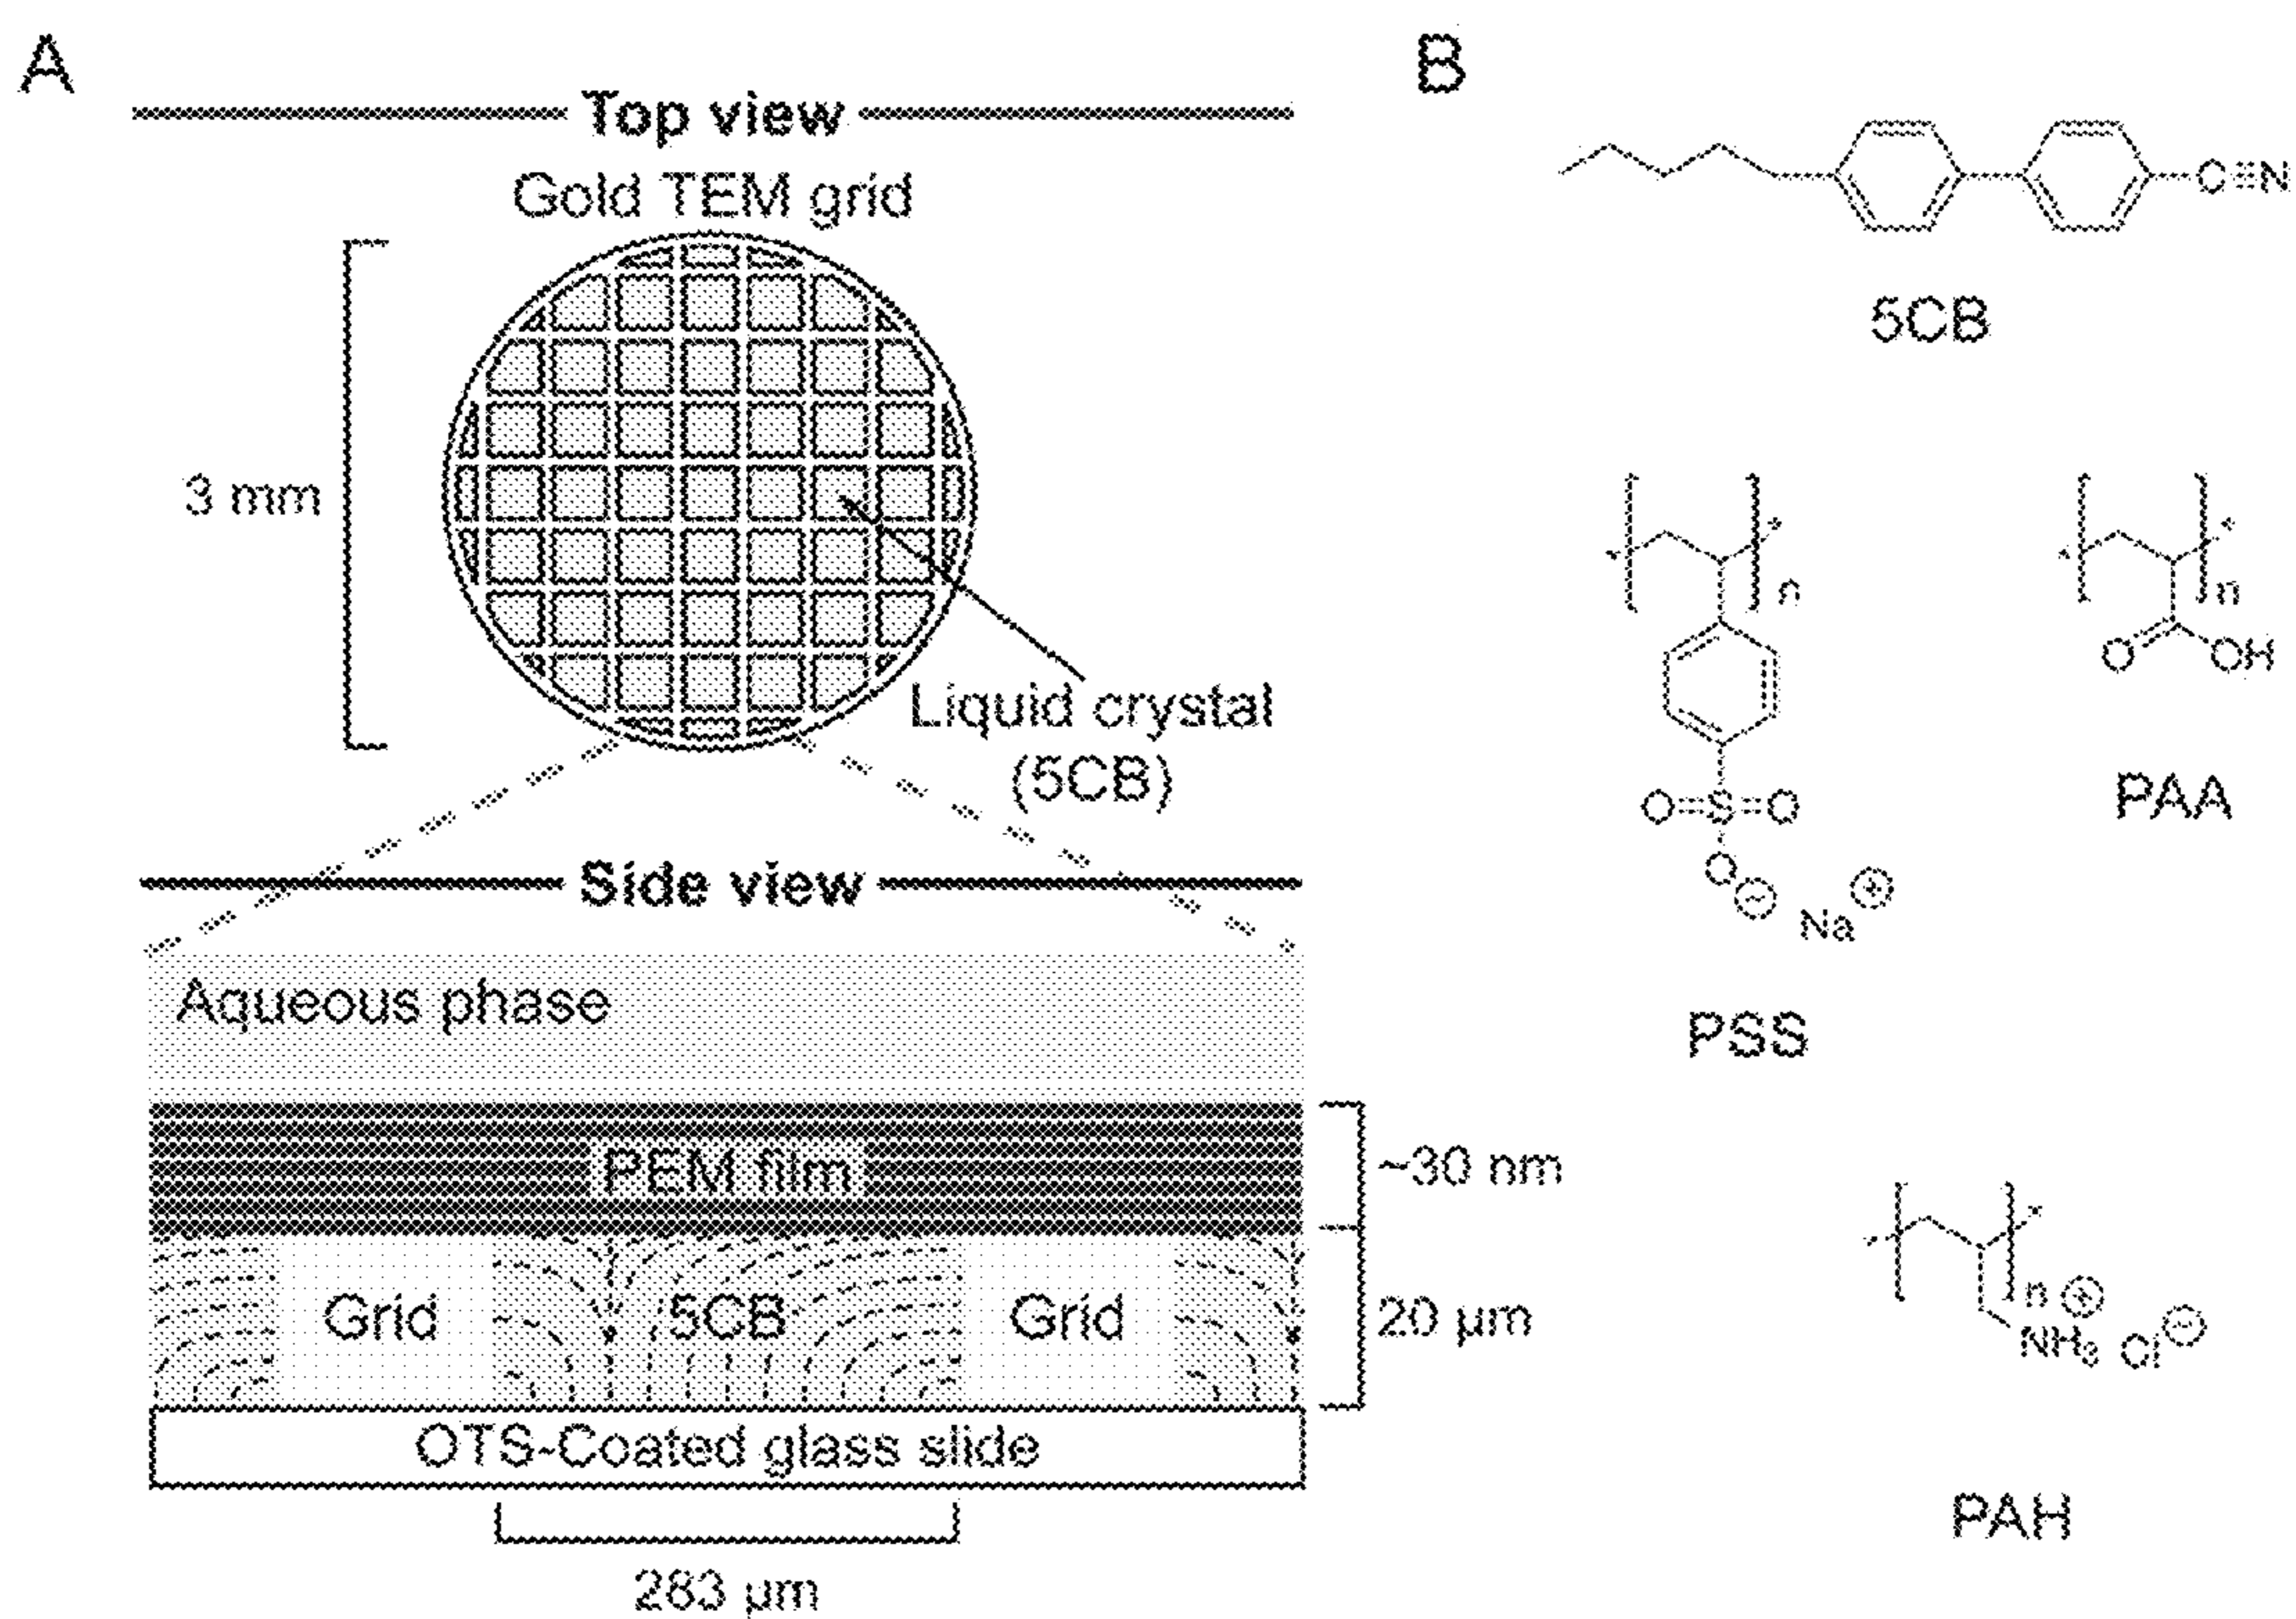 A
Top view
Gold TEM grid
3 mm
Liquid crystal
(5CB)
Side view
Aqueous phase
PEM film
~30 nm
Grid
5CB
Grid
20 μm
OTS-Coated glass slide
283 μm
B
C≡N
5CB
n
O=S=O
O
⊖
Na
⊕
PSS
n
O
OH
PAA
n
⊕
NH3
Cl
⊖
PAH